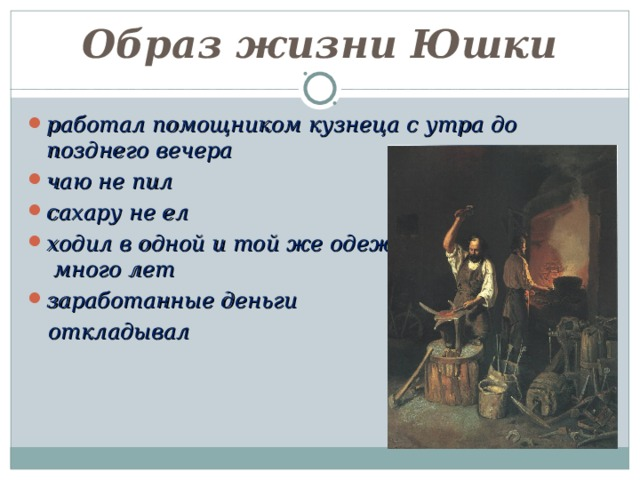 Образ жизни Юшки
работал помощником кузнеца с утра до
позднего вечера
чаю не пил
сахару не ел
ходил в одной и той же
много лет
заработанные деньги
откладывал